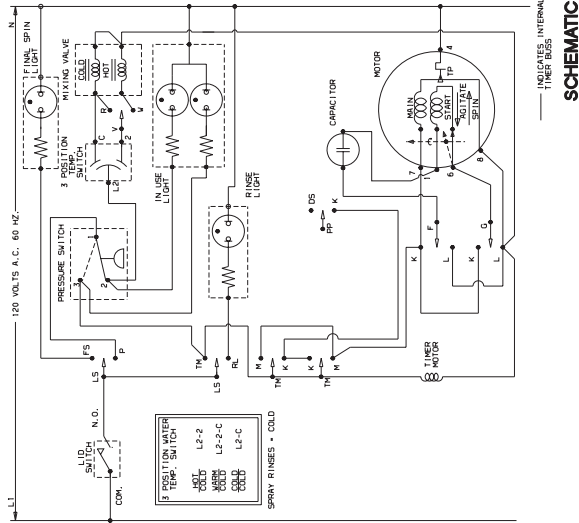 L1
120 VOLTS A.C. 60 HZ.
N
FINAL SPIN
LIGHT
MIXING VALVE
COLD
HOT
R
W
C
V
2
3 POSITION
TEMP.
SWITCH
L2
IN USE
LIGHT
PRESSURE SWITCH
1
3
2
RINSE
LIGHT
CAPACITOR
MOTOR
4
TP
MAIN
START
AGITATE
SPIN
C
7
1
6
8
DS
PP
K
F
G
K
L
K
L
FS
P
LS
N.O.
LID
SWITCH
COM.
TM
RL
LS
M
K
TM
K
M
TM
TIMER
MOTOR
3 POSITION WATER
TEMP. SWITCH
HOT
COLD
L2-2
WARM
COLD
L2-2-C
COLD
COLD
L2-C
SPRAY RINSES = COLD
INDICATES INTERNAL
TIMER BUSS
SCHEMATIC